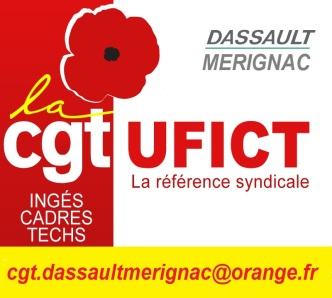 DASSAULT
MERIGNAC
la
cgt UFICT
La référence syndicale
INGÉS
CADRES
TECHS
cgt.dassaultmerignac@orange.fr